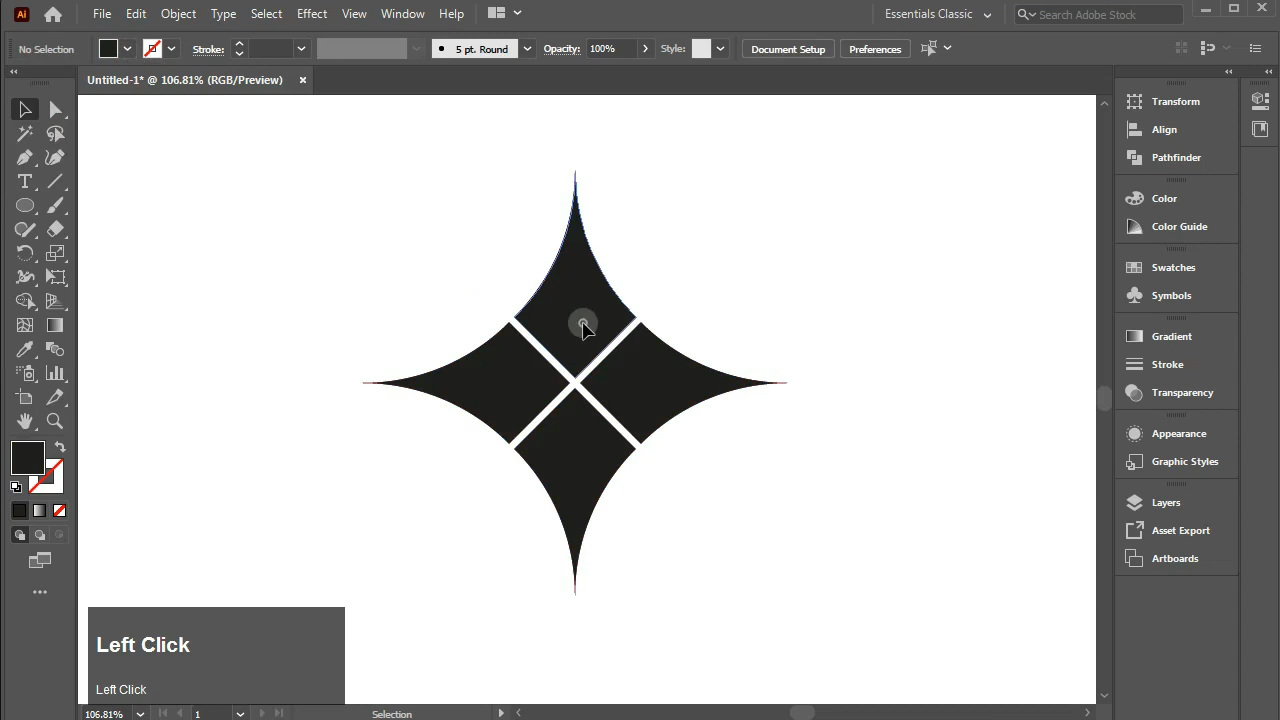 Ai File Edit Object Type Select Effect View Window Help Essentials Classic Search Adobe Stock
No Selection Stroke: 5 pt. Round Opacity: 100% Style: Document Setup Preferences
Untitled-1* @ 106.81% (RGB/Preview) ×
Transform
Align
Pathfinder
Color
Color Guide
Swatches
Symbols
Gradient
Stroke
Transparency
Appearance
Graphic Styles
Layers
Asset Export
Artboards
Left Click
Left Click
106.81% 1 Selection